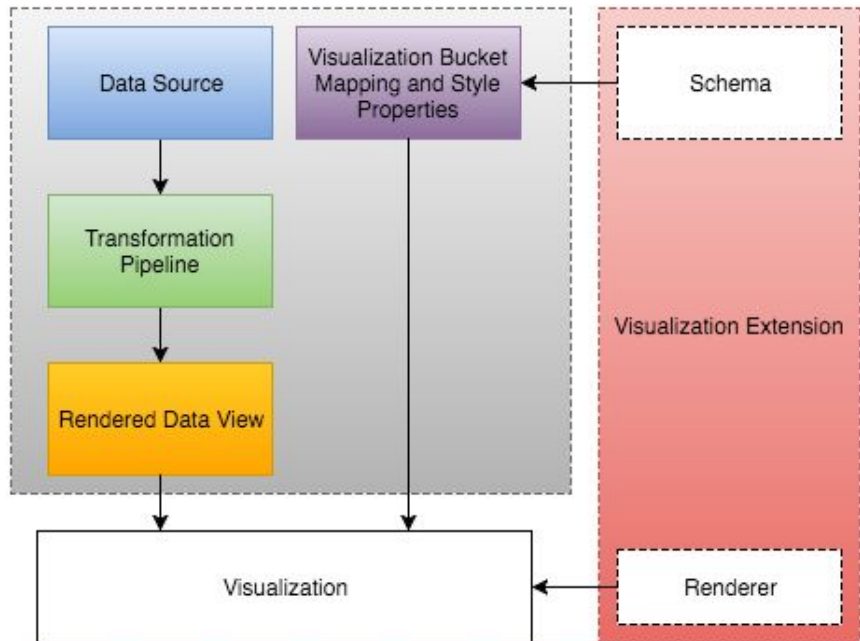 Data Source
Visualization Bucket
Mapping and Style
Properties
Schema
Transformation
Pipeline
Visualization Extension
Rendered Data View
Visualization
Renderer